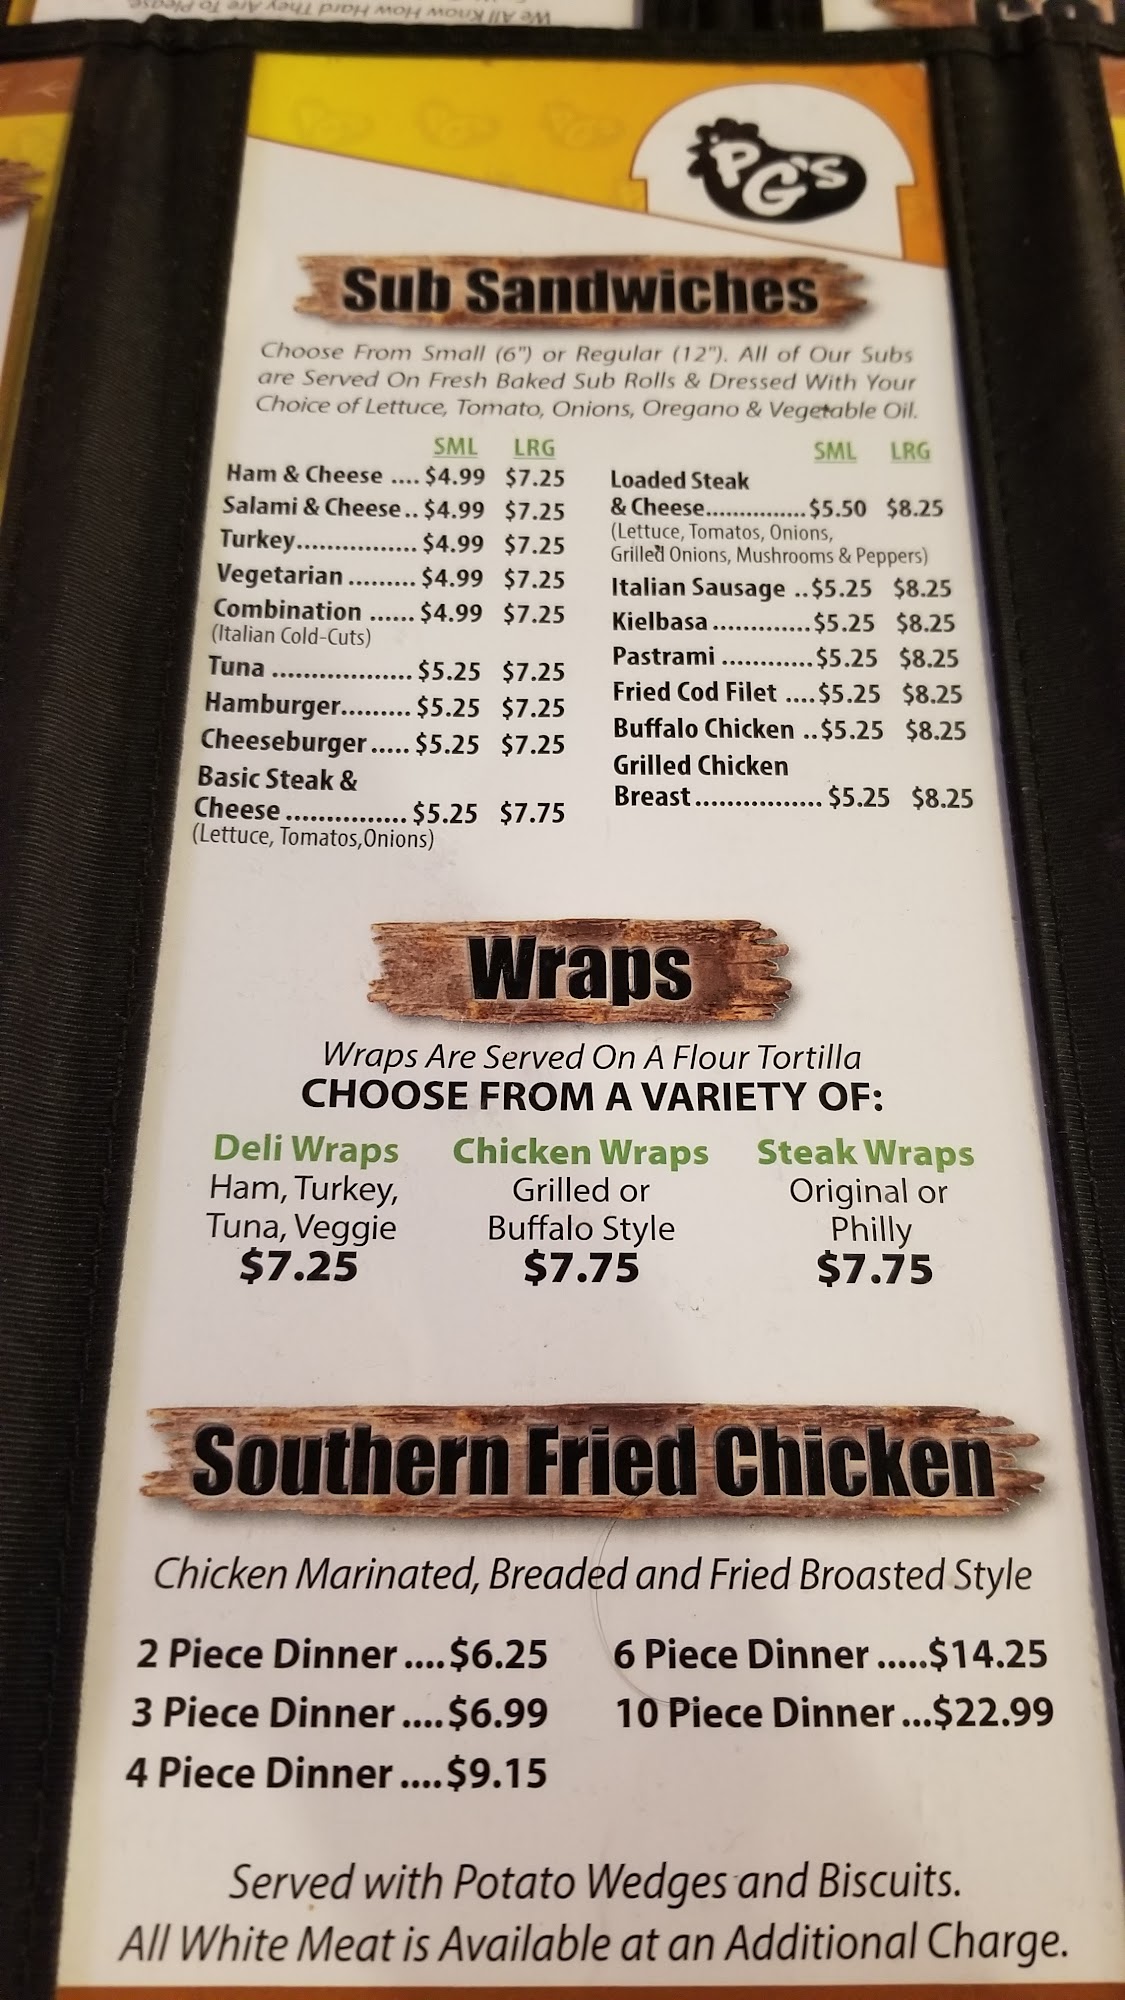 We All Know How Hard They Are To Please
PG's
Sub Sandwiches
Choose From Small (6") or Regular (12"). All of Our Subs
are Served On Fresh Baked Sub Rolls & Dressed With Your
Choice of Lettuce, Tomato, Onions, Oregano & Vegetable Oil.
SML LRG
Ham & Cheese .... $4.99 $7.25
Salami & Cheese.. $4.99 $7.25
Turkey................ $4.99 $7.25
Vegetarian ......... $4.99 $7.25
Combination ...... $4.99 $7.25
(Italian Cold-Cuts)
Tuna .................. $5.25 $7.25
Hamburger......... $5.25 $7.25
Cheeseburger ..... $5.25 $7.25
Basic Steak &
Cheese ............... $5.25 $7.75
(Lettuce, Tomatos,Onions)
SML LRG
Loaded Steak
& Cheese............... $5.50 $8.25
(Lettuce, Tomatos, Onions,
Grilled Onions, Mushrooms & Peppers)
Italian Sausage ..$5.25 $8.25
Kielbasa .............$5.25 $8.25
Pastrami ............$5.25 $8.25
Fried Cod Filet ....$5.25 $8.25
Buffalo Chicken ..$5.25 $8.25
Grilled Chicken
Breast................. $5.25 $8.25
Wraps
Wraps Are Served On A Flour Tortilla
CHOOSE FROM A VARIETY OF:
Deli Wraps
Ham, Turkey,
Tuna, Veggie
$7.25
Chicken Wraps
Grilled or
Buffalo Style
$7.75
Steak Wraps
Original or
Philly
$7.75
Southern Fried Chicken
Chicken Marinated, Breaded and Fried Broasted Style
2 Piece Dinner ....$6.25
3 Piece Dinner ....$6.99
4 Piece Dinner ....$9.15
6 Piece Dinner .....$14.25
10 Piece Dinner ...$22.99
Served with Potato Wedges and Biscuits.
All White Meat is Available at an Additional Charge.